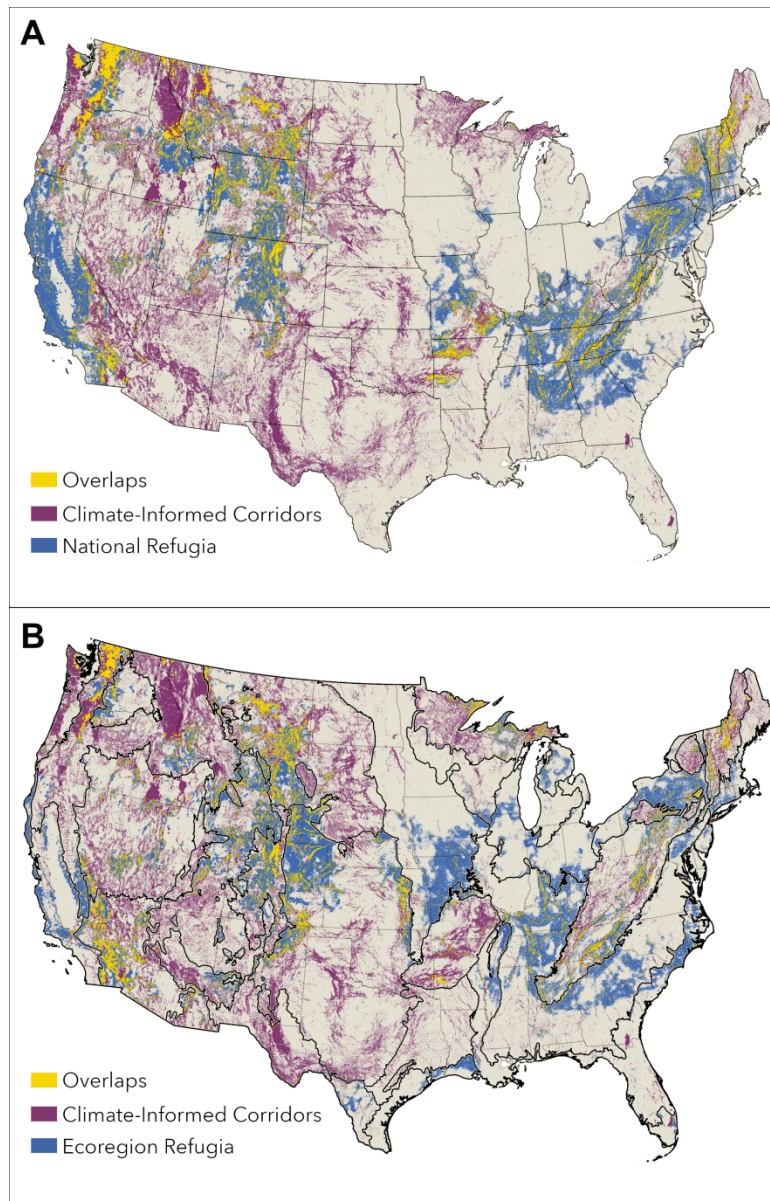 A
Overlaps
Climate-Informed Corridors
National Refugia
B
Overlaps
Climate-Informed Corridors
Ecoregion Refugia